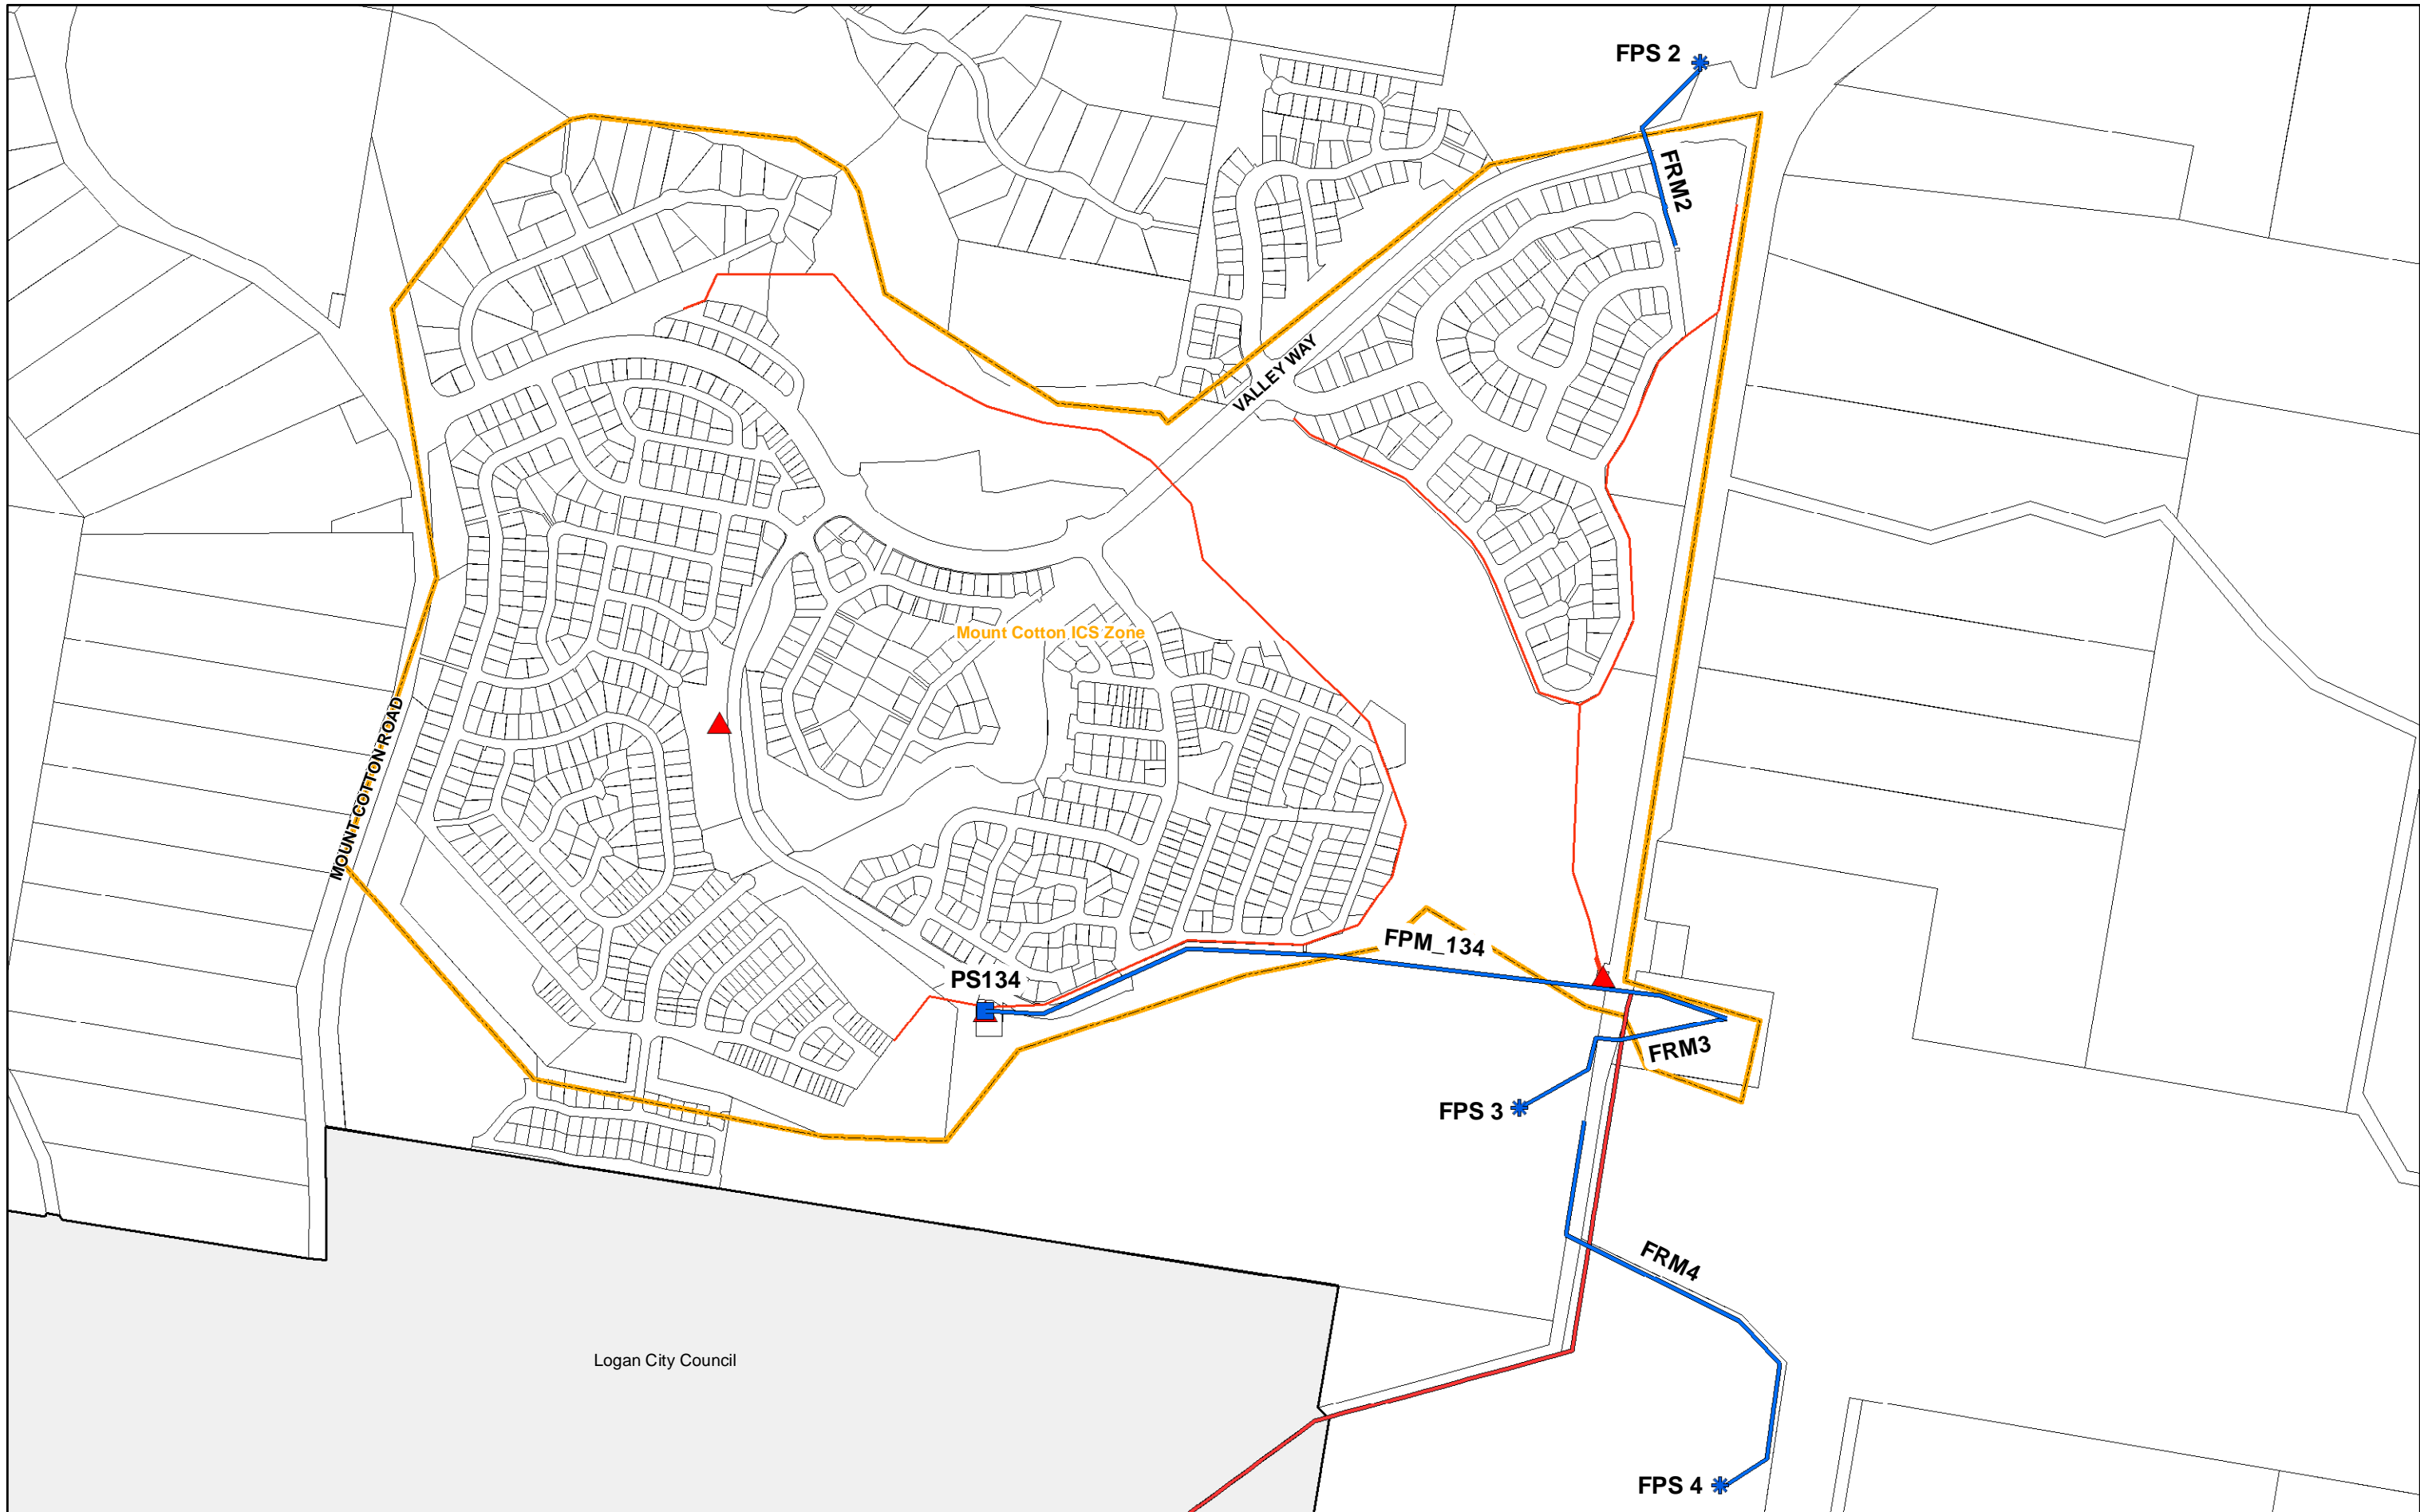 FPS 2
FRM2
VALLEY WAY
Mount Cotton ICS Zone
MOUNT COTTON ROAD
FPM_134
PS134
FRM3
FPS 3
FRM4
Logan City Council
FPS 4